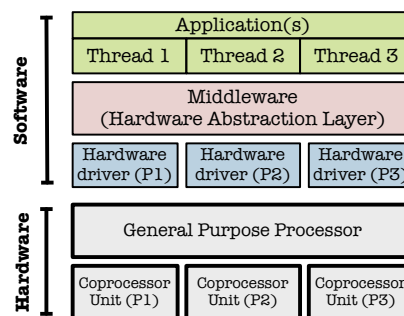 Software
Application(s)
Thread 1 Thread 2 Thread 3
Middleware
(Hardware Abstraction Layer)
Hardware driver (P1)
Hardware driver (P2)
Hardware driver (P3)
Hardware
General Purpose Processor
Coprocessor Unit (P1)
Coprocessor Unit (P2)
Coprocessor Unit (P3)